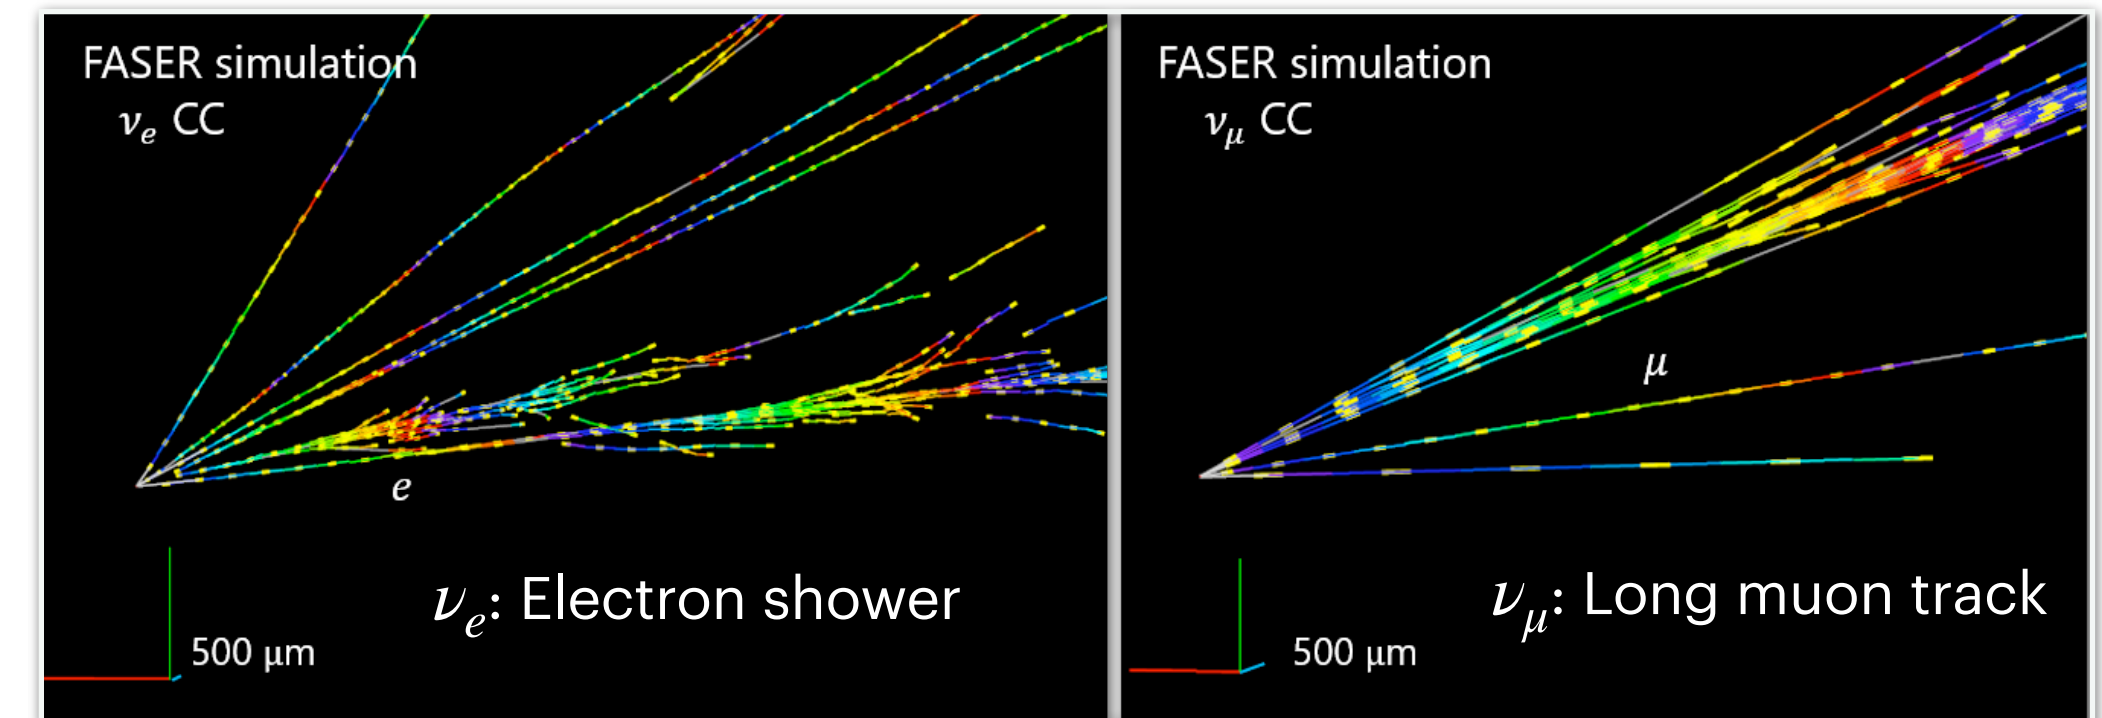 FASER simulation
νe CC
e
νe: Electron shower
500 μm
FASER simulation
νμ CC
μ
νμ: Long muon track
500 μm